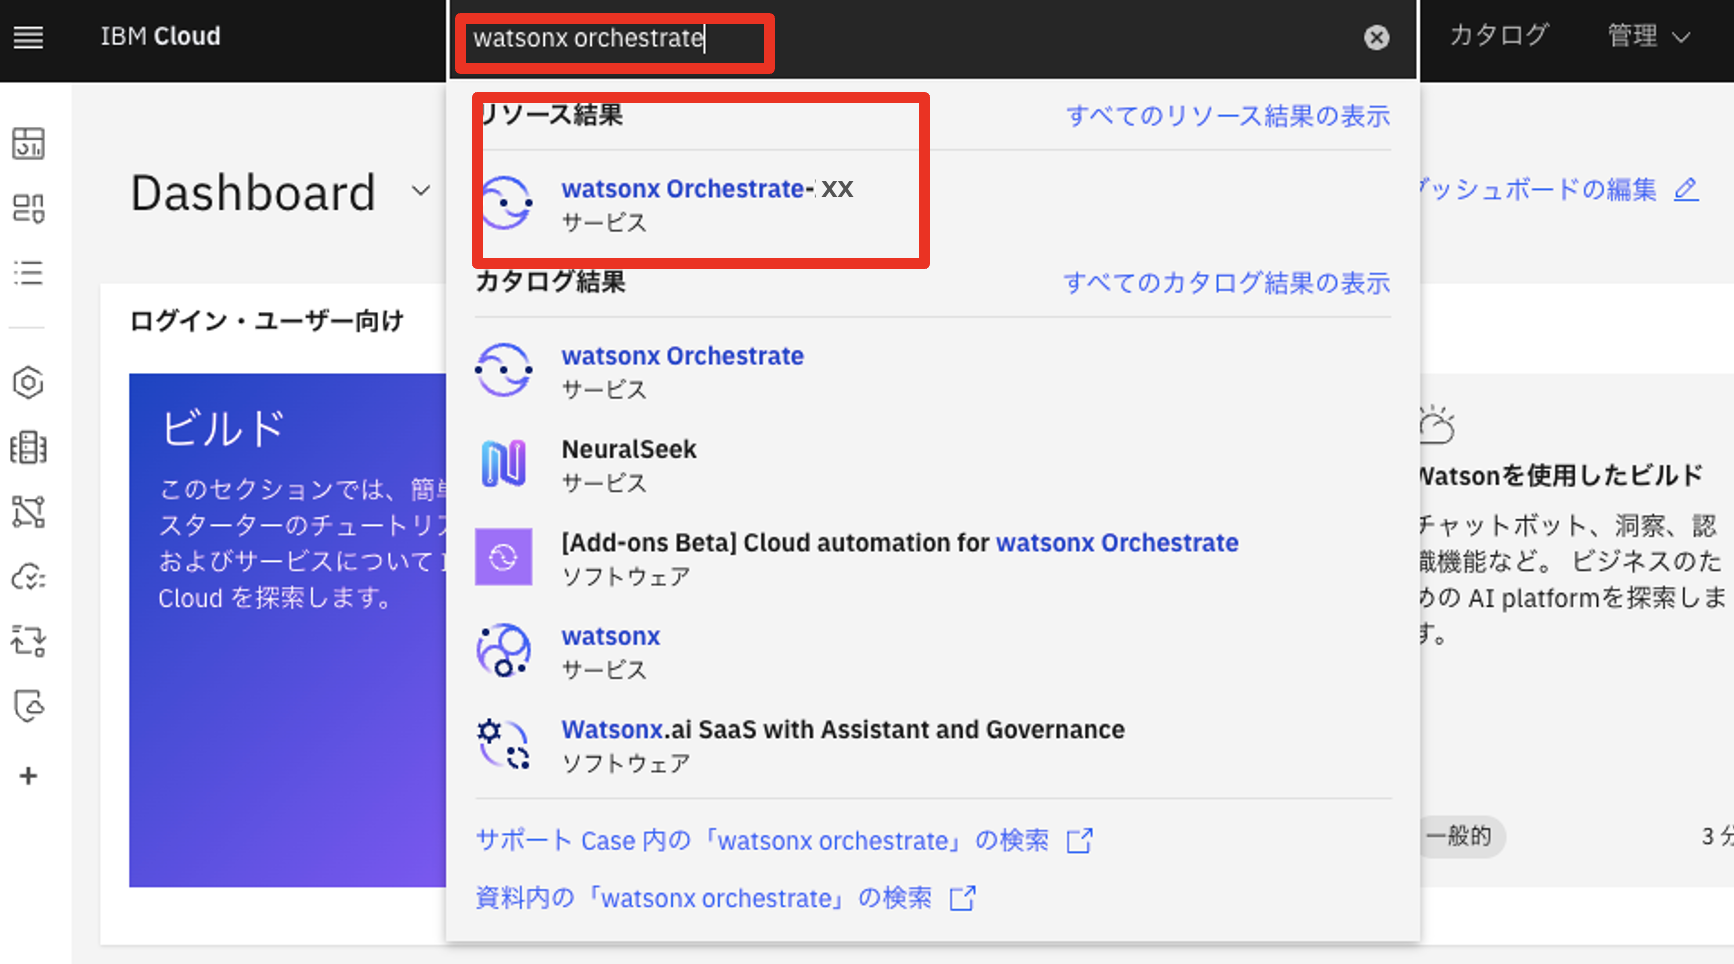 IBM Cloud
watsonx orchestrate
カタログ
管理
リソース結果
すべてのリソース結果の表示
watsonx Orchestrate- XX
サービス
Dashboard
ダッシュボードの編集
カタログ結果
すべてのカタログ結果の表示
watsonx Orchestrate
サービス
NeuralSeek
サービス
[Add-ons Beta] Cloud automation for watsonx Orchestrate
ソフトウェア
watsonx
サービス
Watsonx.ai SaaS with Assistant and Governance
ソフトウェア
サポート Case 内の「watsonx orchestrate」の検索
資料内の「watsonx orchestrate」の検索
ログイン・ユーザー向け
ビルド
このセクションでは、簡単
スターターのチュートリア
およびサービスについて I
Cloud を探索します。
Watsonを使用したビルド
チャットボット、洞察、認
識機能など。 ビジネスのた
めの AI platformを探索しま
す。
一般的
3 分